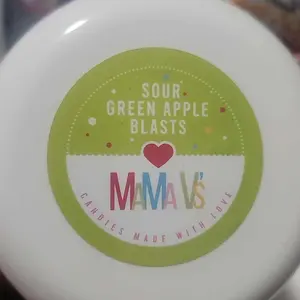 SOUR
GREEN APPLE
BLASTS
MAMA V'S
CANDIES MADE WITH LOVE